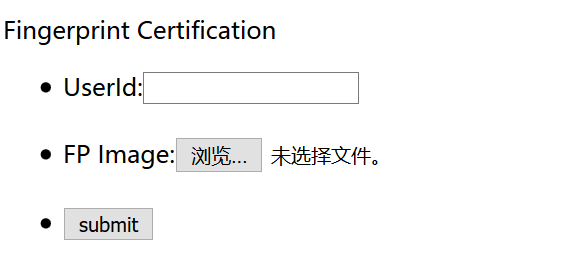 Fingerprint Certification
UserId:
FP Image: 浏览... 未选择文件。
submit